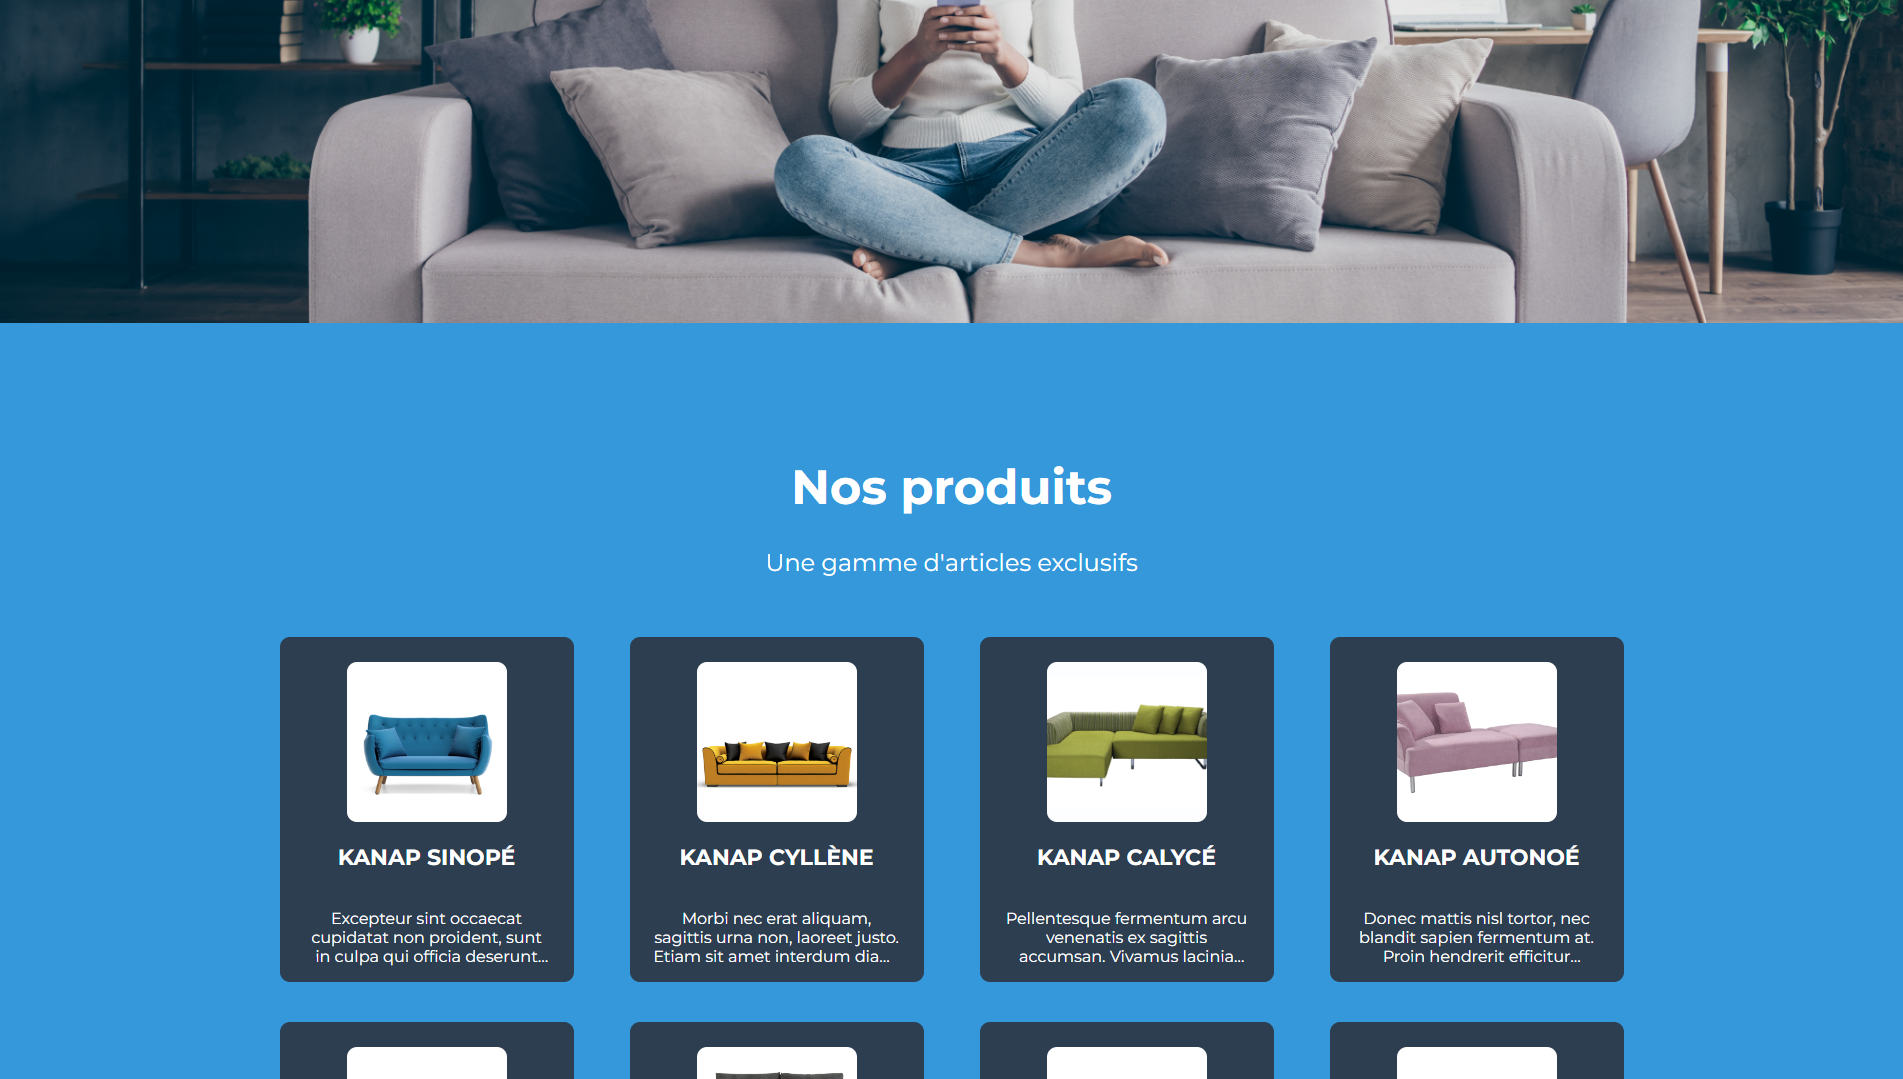 Nos produits
Une gamme d'articles exclusifs
KANAP SINOPÉ
Excepteur sint occaecat
cupidatat non proident, sunt
in culpa qui officia deserunt...
KANAP CYLLÈNE
Morbi nec erat aliquam,
sagittis urna non, laoreet justo.
Etiam sit amet interdum dia...
KANAP CALYCÉ
Pellentesque fermentum arcu
venenatis ex sagittis
accumsan. Vivamus lacinia...
KANAP AUTONOÉ
Donec mattis nisl tortor, nec
blandit sapien fermentum at.
Proin hendrerit efficitur...